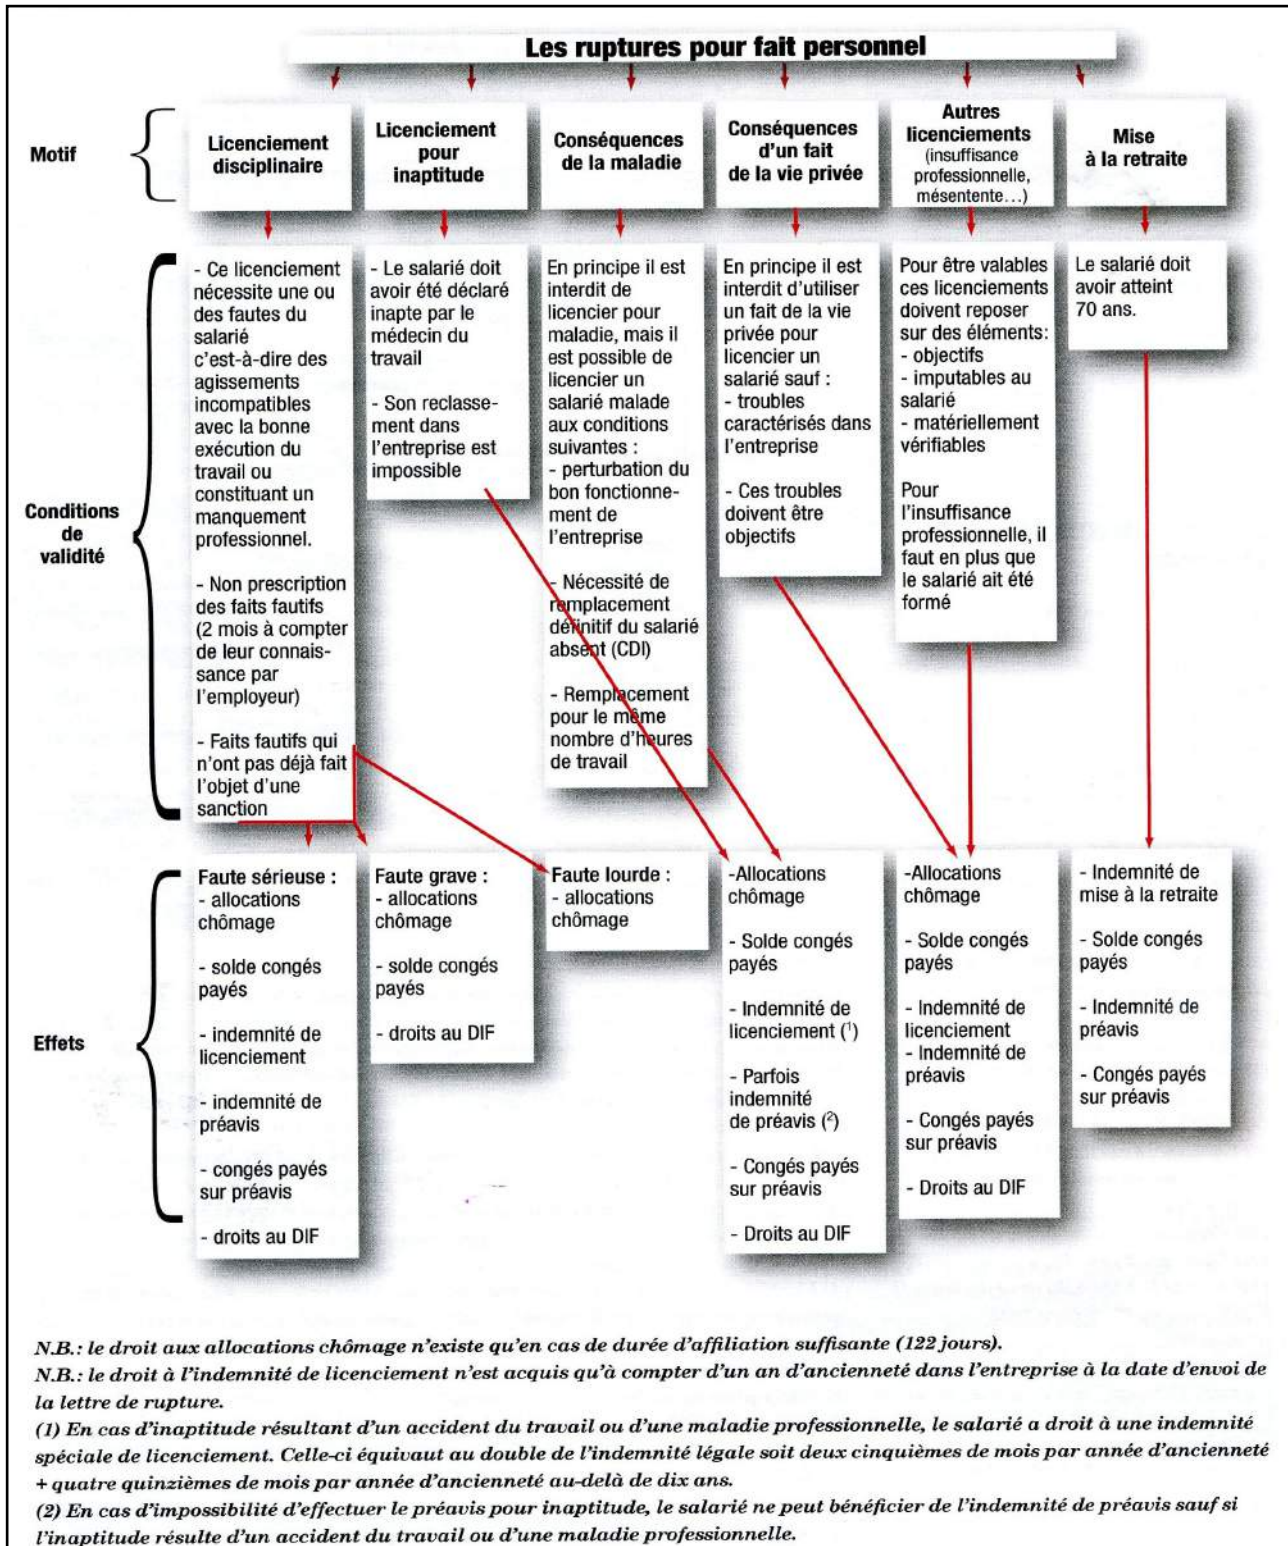 Les ruptures pour fait personnel
Motif
Licenciement
disciplinaire
Licenciement
pour
inaptitude
Conséquences
de la maladie
Conséquences
d'un fait
de la vie privée
Autres
licenciements
(insuffisance
professionnelle,
mésentente…)
Mise
à la retraite
Conditions
de
validité
- Ce licenciement
nécessite une ou
des fautes du
salarié
c'est-à-dire des
agissements
incompatibles
avec la bonne
exécution du
travail ou
constituant un
manquement
professionnel.
- Non prescription
des faits fautifs
(2 mois à compter
de leur connais-
sance par
l'employeur)
- Faits fautifs qui
n'ont pas déjà fait
l'objet d'une
sanction
- Le salarié doit
avoir été déclaré
inapte par le
médecin du
travail
- Son reclasse-
ment dans
l'entreprise est
impossible
En principe il est
interdit de
licencier pour
maladie, mais il
est possible de
licencier un
salarié malade
aux conditions
suivantes :
- perturbation du
bon fonctionne-
ment de
l'entreprise
- Nécessité de
remplacement
définitif du salarié
absent (CDI)
- Remplacement
pour le même
nombre d'heures
de travail
En principe il est
interdit d'utiliser
un fait de la vie
privée pour
licencier un
salarié sauf :
- troubles
caractérisés dans
l'entreprise
- Ces troubles
doivent être
objectifs
Pour être valables
ces licenciements
doivent reposer
sur des éléments:
- objectifs
- imputables au
salarié
- matériellement
vérifiables
Pour
l'insuffisance
professionnelle, il
faut en plus que
le salarié ait été
formé
Le salarié doit
avoir atteint
70 ans.
Effets
Faute sérieuse :
- allocations
chômage
- solde congés
payés
- indemnité de
licenciement
- indemnité de
préavis
- congés payés
sur préavis
- droits au DIF
Faute grave :
- allocations
chômage
- solde congés
payés
- droits au DIF
Faute lourde :
- allocations
chômage
-Allocations
chômage
- Solde congés
payés
- Indemnité de
licenciement (1)
- Parfois
indemnité
de préavis (2)
- Congés payés
sur préavis
- Droits au DIF
-Allocations
chômage
- Solde congés
payés
- Indemnité de
licenciement
- Indemnité de
préavis
- Congés payés
sur préavis
- Droits au DIF
- Indemnité de
mise à la retraite
- Solde congés
payés
- Indemnité de
préavis
- Congés payés
sur préavis
N.B.: le droit aux allocations chômage n'existe qu'en cas de durée d'affiliation suffisante (122 jours).
N.B.: le droit à l'indemnité de licenciement n'est acquis qu'à compter d'un an d'ancienneté dans l'entreprise à la date d'envoi de
la lettre de rupture.
(1) En cas d'inaptitude résultant d'un accident du travail ou d'une maladie professionnelle, le salarié a droit à une indemnité
spéciale de licenciement. Celle-ci équivaut au double de l'indemnité légale soit deux cinquièmes de mois par année d'ancienneté
+ quatre quinzièmes de mois par année d'ancienneté au-delà de dix ans.
(2) En cas d'impossibilité d'effectuer le préavis pour inaptitude, le salarié ne peut bénéficier de l'indemnité de préavis sauf si
l'inaptitude résulte d'un accident du travail ou d'une maladie professionnelle.